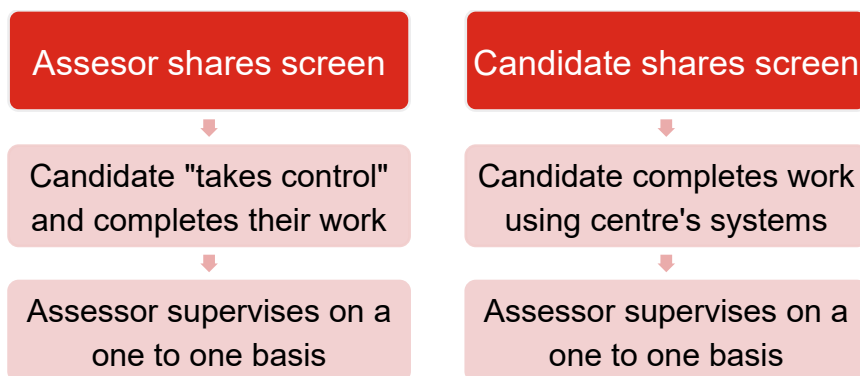 Assesor shares screen
Candidate "takes control"
and completes their work
Assessor supervises on a
one to one basis
Candidate shares screen
Candidate completes work
using centre's systems
Assessor supervises on a
one to one basis